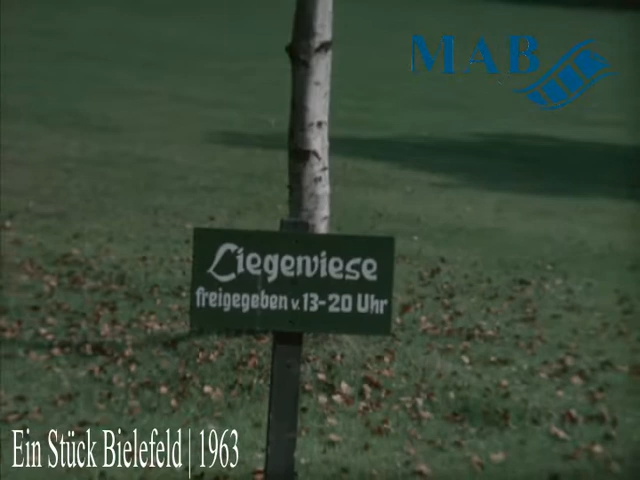 MAB
Liegewiese
freigegeben v. 13-20 Uhr
Ein Stück Bielefeld | 1963